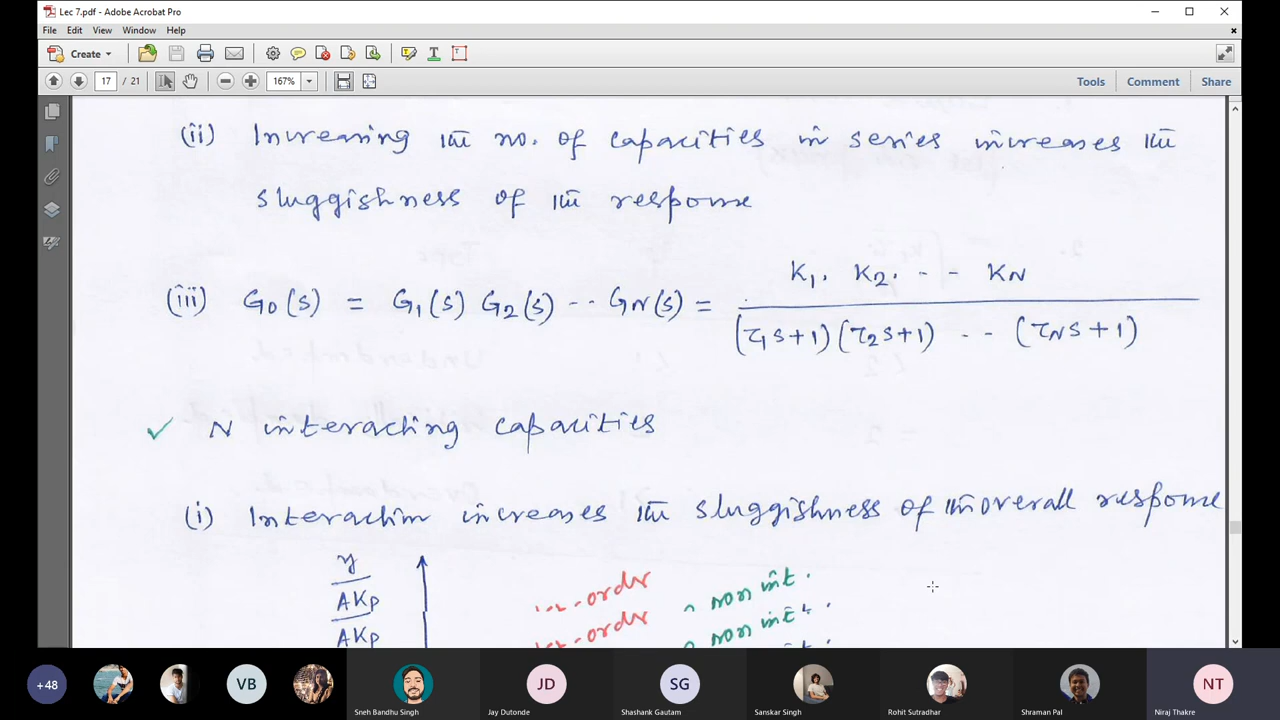 Lec 7.pdf - Adobe Acrobat Pro
File Edit View Window Help
Create
17 / 21 167% Tools Comment Share
(ii) Increasing the no. of capacities in series increases the
sluggishness of the response
(iii) G0(s) = G1(s) G2(s) -- GN(s) = K1. K2. - - KN / (τ1s+1)(τ2s+1) - - (τNs+1)
✓ N interacting capacities
(i) Interaction increases the sluggishness of the overall response
y
AKp
AKp
-order non int.
-order non int.
+48 VB JD SG NT
Sneh Bandhu Singh Jay Dutonde Shashank Gautam Sanskar Singh Rohit Sutradhar Shraman Pal Niraj Thakre